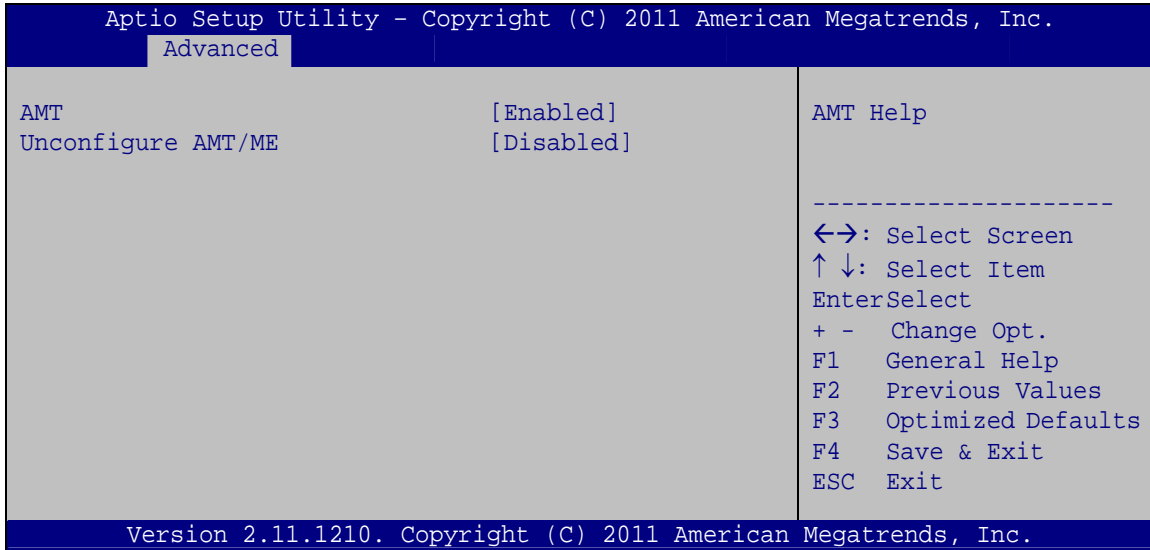 Aptio Setup Utility – Copyright (C) 2011 American Megatrends, Inc.
Advanced
AMT [Enabled]
Unconfigure AMT/ME [Disabled]
AMT Help
---------------------
←→: Select Screen
↑ ↓: Select Item
EnterSelect
+ - Change Opt.
F1 General Help
F2 Previous Values
F3 Optimized Defaults
F4 Save & Exit
ESC Exit
Version 2.11.1210. Copyright (C) 2011 American Megatrends, Inc.